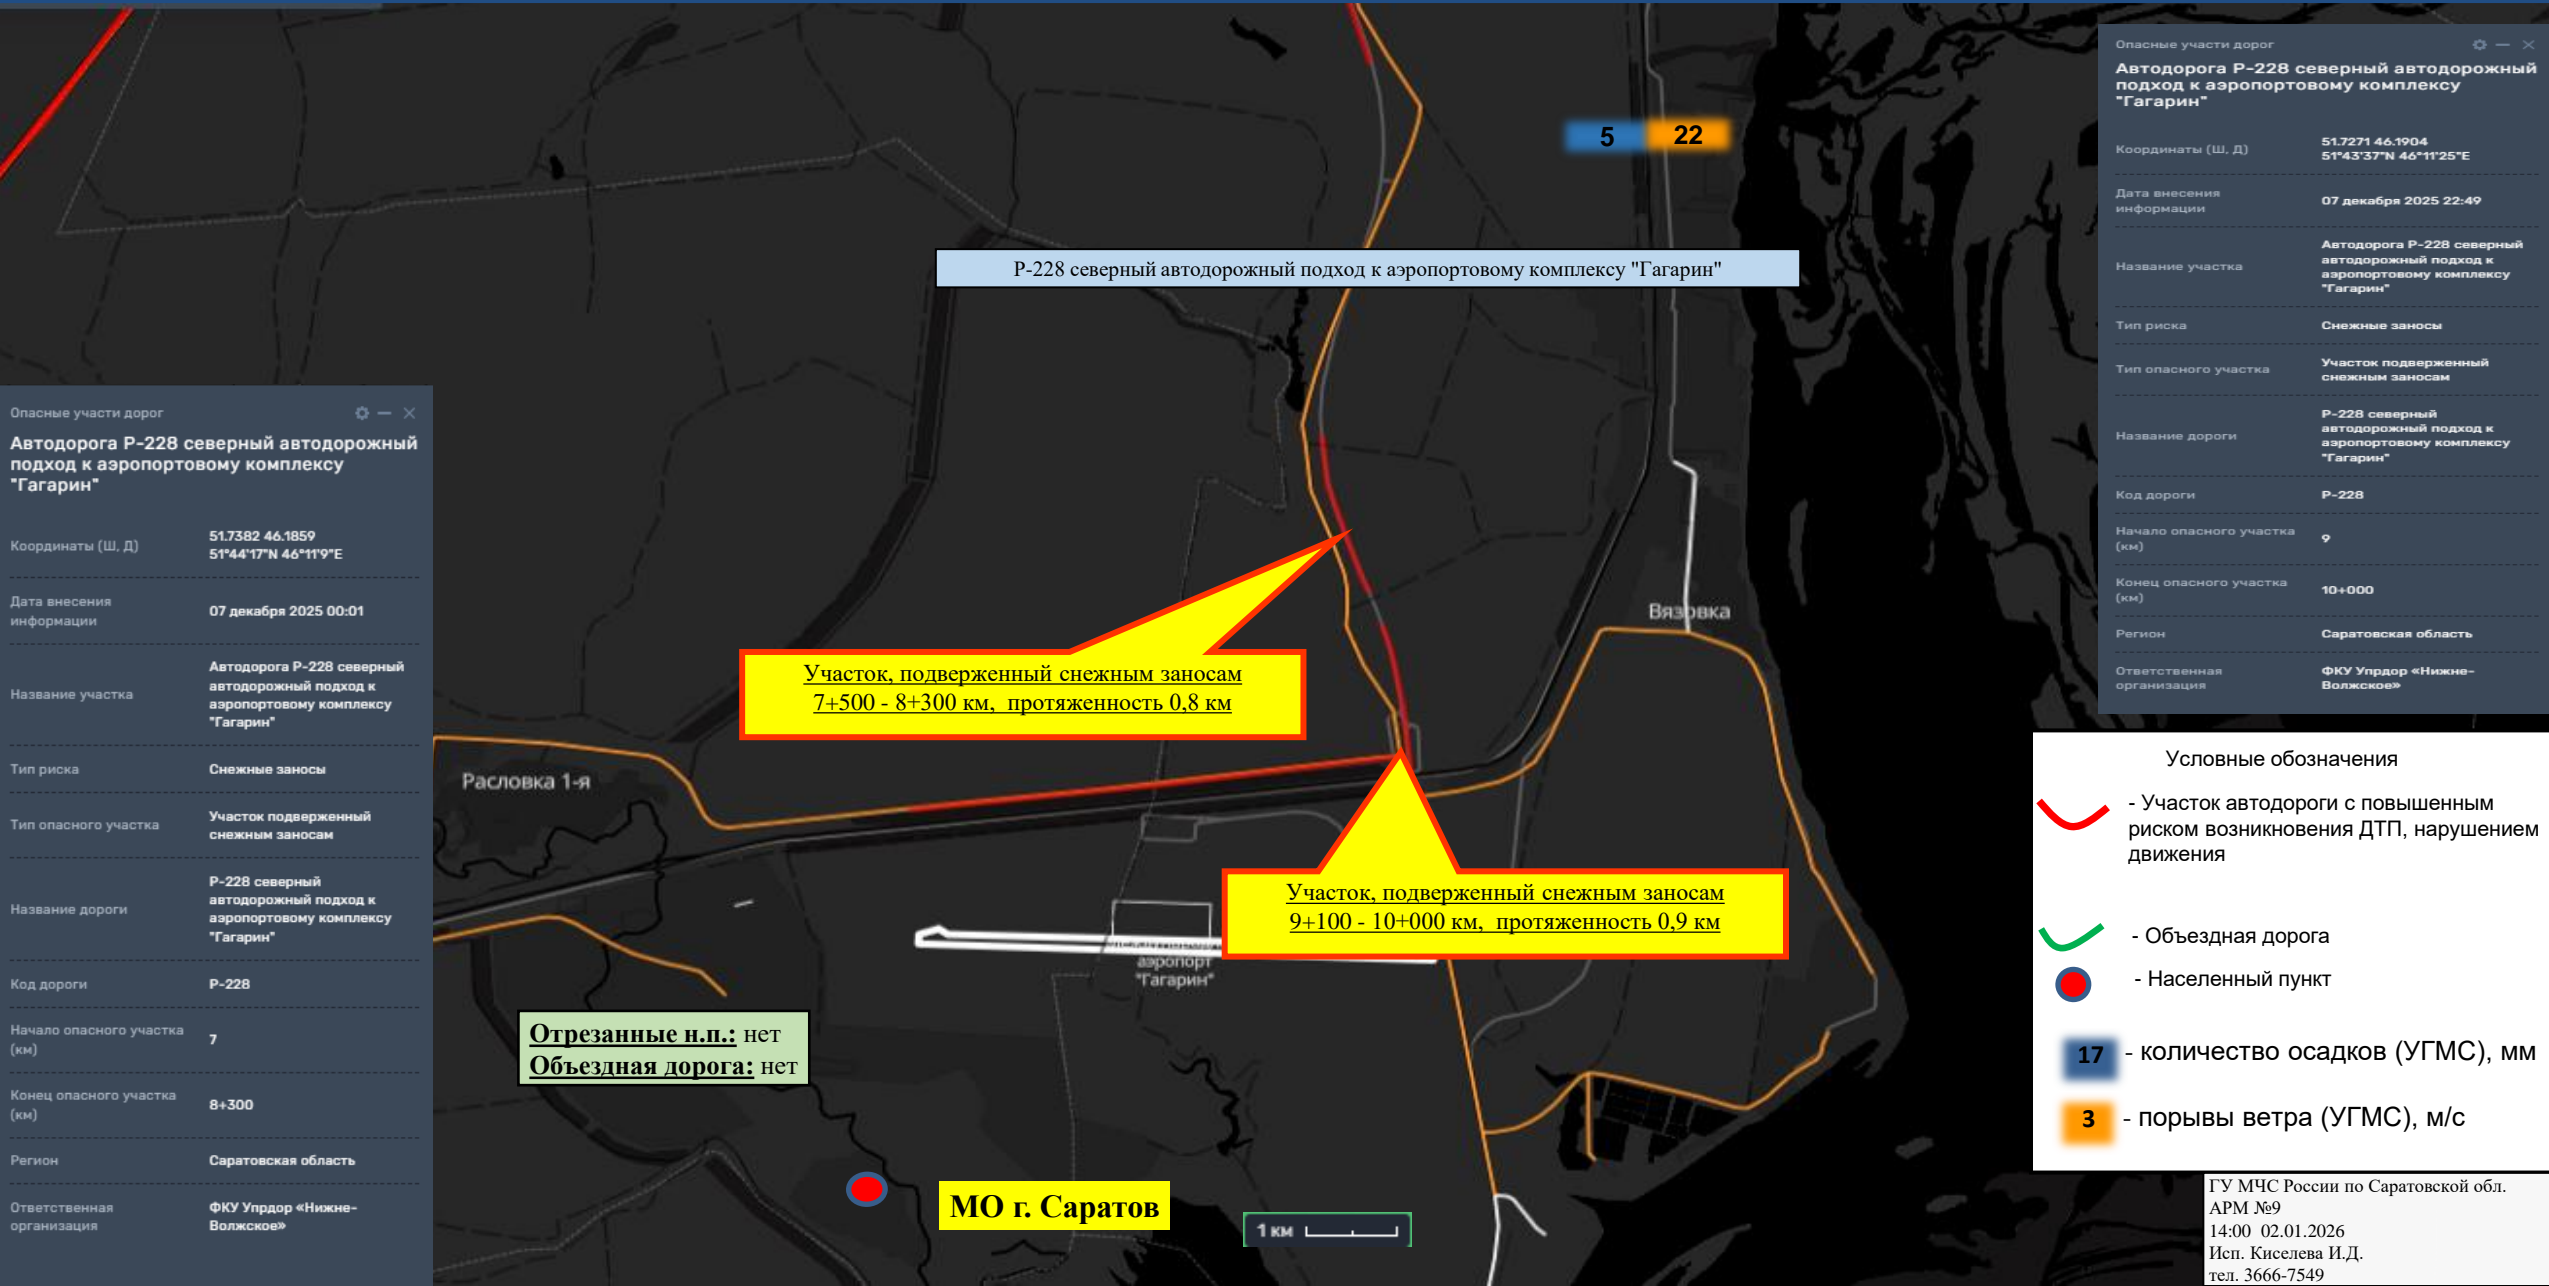 5 22
Р-228 северный автодорожный подход к аэропортовому комплексу "Гагарин"
Опасные участи дорог
Автодорога Р-228 северный автодорожный
подход к аэропортовому комплексу
"Гагарин"
Координаты (Ш, Д)
51.7382 46.1859
51°44'17"N 46°11'9"E
Дата внесения
информации
07 декабря 2025 00:01
Название участка
Автодорога Р-228 северный
автодорожный подход к
аэропортовому комплексу
"Гагарин"
Тип риска
Снежные заносы
Тип опасного участка
Участок подверженный
снежным заносам
Название дороги
Р-228 северный
автодорожный подход к
аэропортовому комплексу
"Гагарин"
Код дороги
Р-228
Начало опасного участка
(км)
7
Конец опасного участка
(км)
8+300
Регион
Саратовская область
Ответственная
организация
ФКУ Упрдор «Нижне-
Волжское»
Вязовка
Участок, подверженный снежным заносам
7+500 - 8+300 км, протяженность 0,8 км
Расловка 1-я
Участок, подверженный снежным заносам
9+100 - 10+000 км, протяженность 0,9 км
аэропорт
"Гагарин"
Отрезанные н.п.: нет
Объездная дорога: нет
МО г. Саратов
1 км
Опасные участи дорог
Автодорога Р-228 северный автодорожный
подход к аэропортовому комплексу
"Гагарин"
Координаты (Ш, Д)
51.7271 46.1904
51°43'37"N 46°11'25"E
Дата внесения
информации
07 декабря 2025 22:49
Название участка
Автодорога Р-228 северный
автодорожный подход к
аэропортовому комплексу
"Гагарин"
Тип риска
Снежные заносы
Тип опасного участка
Участок подверженный
снежным заносам
Название дороги
Р-228 северный
автодорожный подход к
аэропортовому комплексу
"Гагарин"
Код дороги
Р-228
Начало опасного участка
(км)
9
Конец опасного участка
(км)
10+000
Регион
Саратовская область
Ответственная
организация
ФКУ Упрдор «Нижне-
Волжское»
Условные обозначения
- Участок автодороги с повышенным
риском возникновения ДТП, нарушением
движения
- Объездная дорога
- Населенный пункт
17 - количество осадков (УГМС), мм
3 - порывы ветра (УГМС), м/с
ГУ МЧС России по Саратовской обл.
АРМ №9
14:00 02.01.2026
Исп. Киселева И.Д.
тел. 3666-7549